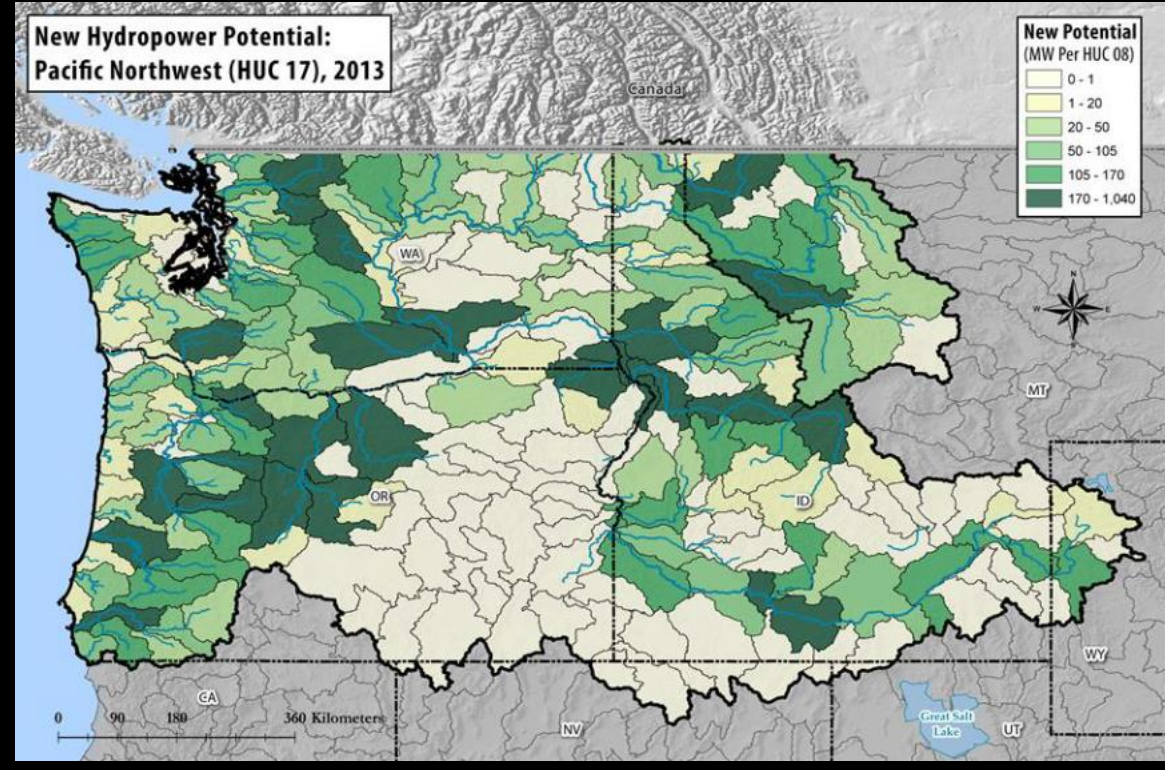 New Hydropower Potential:
Pacific Northwest (HUC 17), 2013
New Potential
(MW Per HUC 08)
0 - 1
1 - 20
20 - 50
50 - 105
105 - 170
170 - 1,040
Canada
WA
N
W
E
S
MT
OR
ID
WY
CA
NV
Great Salt
Lake
UT
0 90 180 360 Kilometers